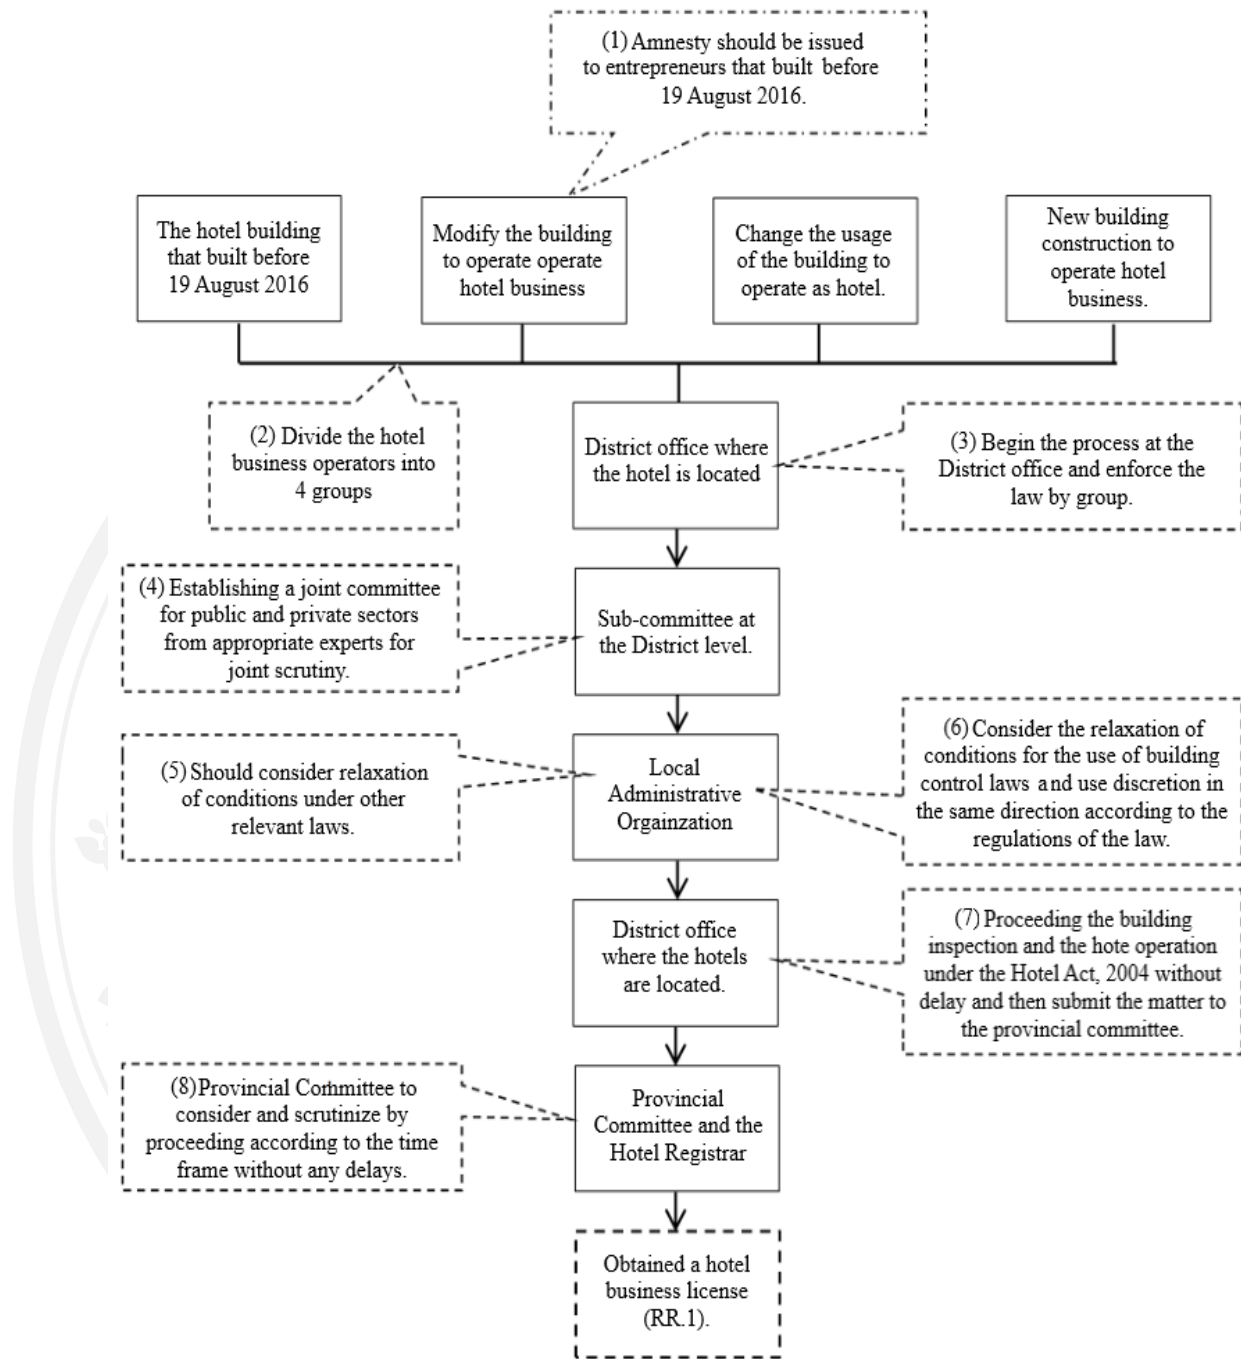 (1) Amnesty should be issued
to entrepreneurs that built before
19 August 2016.
The hotel building
that built before
19 August 2016
Modify the building
to operate operate
hotel business
Change the usage
of the building to
operate as hotel.
New building
construction to
operate hotel
business.
(2) Divide the hotel
business operators into
4 groups
District office where
the hotel is located
(3) Begin the process at the
District office and enforce the
law by group.
(4) Establishing a joint committee
for public and private sectors
from appropriate experts for
joint scrutiny.
Sub-committee at
the District level.
(5) Should consider relaxation
of conditions under other
relevant laws.
Local
Administrative
Orgainzation
(6) Consider the relaxation of
conditions for the use of building
control laws and use discretion in
the same direction according to the
regulations of the law.
District office
where the hotels
are located.
(7) Proceeding the building
inspection and the hote operation
under the Hotel Act, 2004 without
delay and then submit the matter to
the provincial committee.
(8)Provincial Committee to
consider and scrutinize by
proceeding according to the time
frame without any delays.
Provincial
Committee and the
Hotel Registrar
Obtained a hotel
business license
(RR.1).